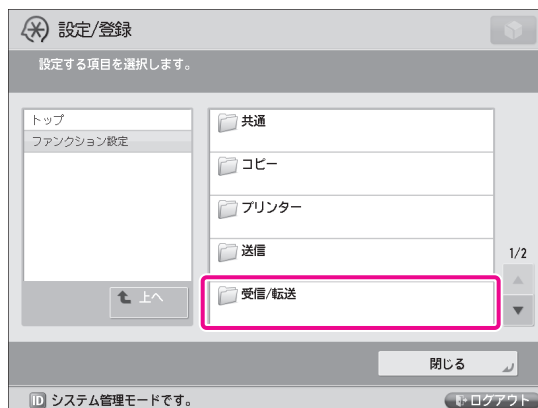 設定/登録
設定する項目を選択します。
トップ
ファンクション設定
共通
コピー
プリンター
送信
受信/転送
1/2
上へ
閉じる
ID システム管理モードです。
ログアウト